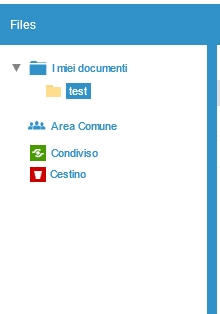 Files
I miei documenti
test
Area Comune
Condiviso
Cestino